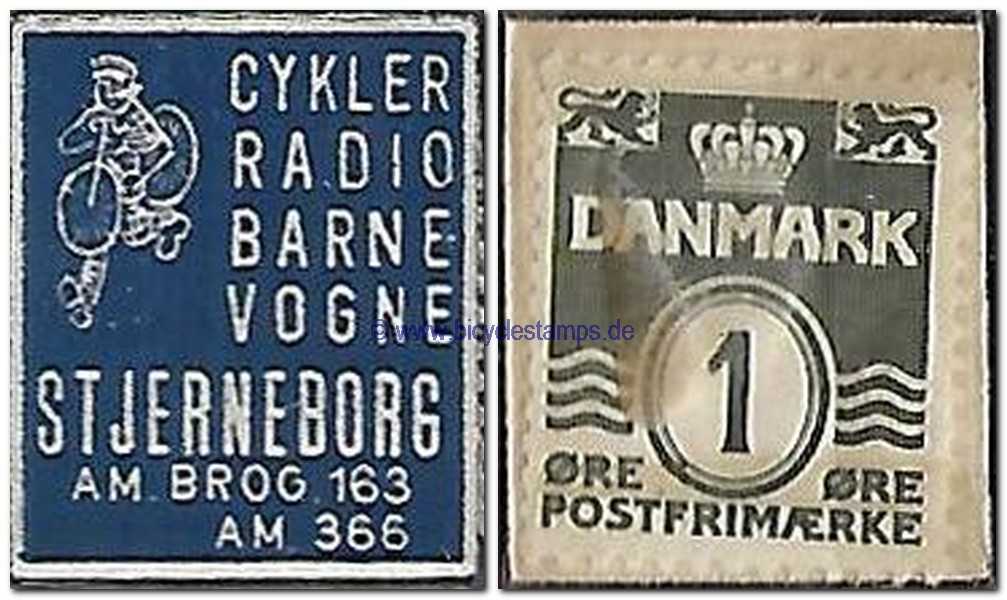 CYKLER
RADIO
BARNE
VOGNE
STJERNEBORG
AM. BROG. 163
AM 366
DANMARK
1
ØRE ØRE
POSTFRIMÆRKE
© www.bicyclestamps.de